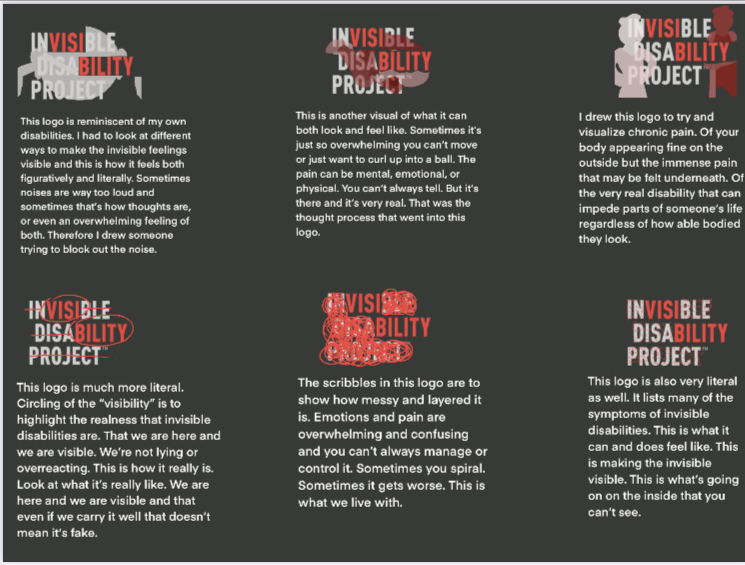 INVISIBLE
DISABILITY
PROJECT™
This logo is reminiscent of my own
disabilities. I had to look at different
ways to make the invisible feelings
visible and this is how it feels both
figuratively and literally. Sometimes
noises are way too loud and
sometimes that's how thoughts are,
or even an overwhelming feeling of
both. Therefore I drew someone
trying to block out the noise.
INVISIBLE
DISABILITY
PROJECT™
This is another visual of what it can
both look and feel like. Sometimes it's
just so overwhelming you can't move
or just want to curl up into a ball. The
pain can be mental, emotional, or
physical. You can't always tell. But it's
there and it's very real. That was the
thought process that went into this
logo.
INVISIBLE
DISABILITY
PROJECT™
I drew this logo to try and
visualize chronic pain. Of your
body appearing fine on the
outside but the immense pain
that may be felt underneath. Of
the very real disability that can
impede parts of someone's life
regardless of how able bodied
they look.
INVISIBLE
DISABILITY
PROJECT™
This logo is much more literal.
Circling of the "visibility" is to
highlight the realness that invisible
disabilities are. That we are here and
we are visible. We're not lying or
overreacting. This is how it really is.
Look at what it's really like. We are
here and we are visible and that
even if we carry it well that doesn't
mean it's fake.
INVISIBLE
DISABILITY
PROJECT™
The scribbles in this logo are to
show how messy and layered it
is. Emotions and pain are
overwhelming and confusing
and you can't always manage or
control it. Sometimes you spiral.
Sometimes it gets worse. This is
what we live with.
INVISIBLE
DISABILITY
PROJECT™
This logo is also very literal
as well. It lists many of the
symptoms of invisible
disabilities. This is what it
can and does feel like. This
is making the invisible
visible. This is what's going
on on the inside that you
can't see.